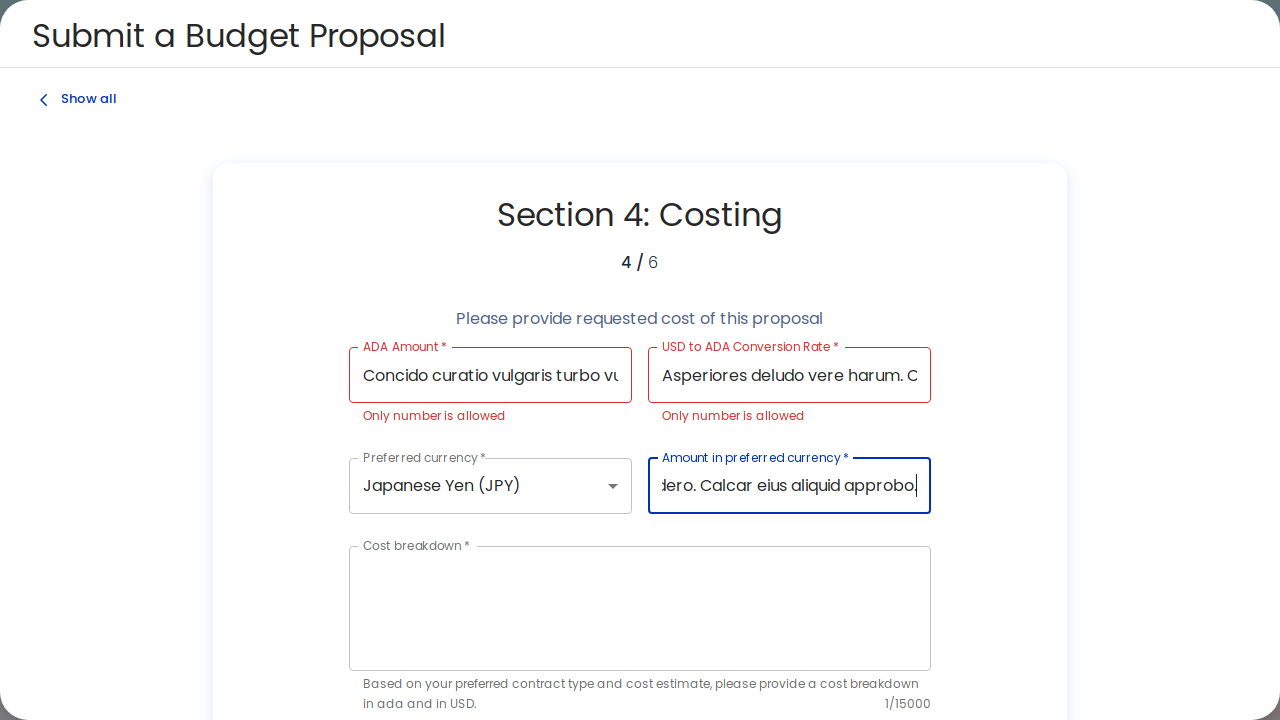 Submit a Budget Proposal
Show all
Section 4: Costing
4 / 6
Please provide requested cost of this proposal
ADA Amount *
USD to ADA Conversion Rate *
Concido curatio vulgaris turbo
Asperiores deludo vere harum.
Only number is allowed
Only number is allowed
Preferred currency *
Amount in preferred currency *
Japanese Yen (JPY)
Calcar eius aliquid approbo.
Cost breakdown *
Based on your preferred contract type and cost estimate, please provide a cost breakdown
in ada and in USD.
1/15000